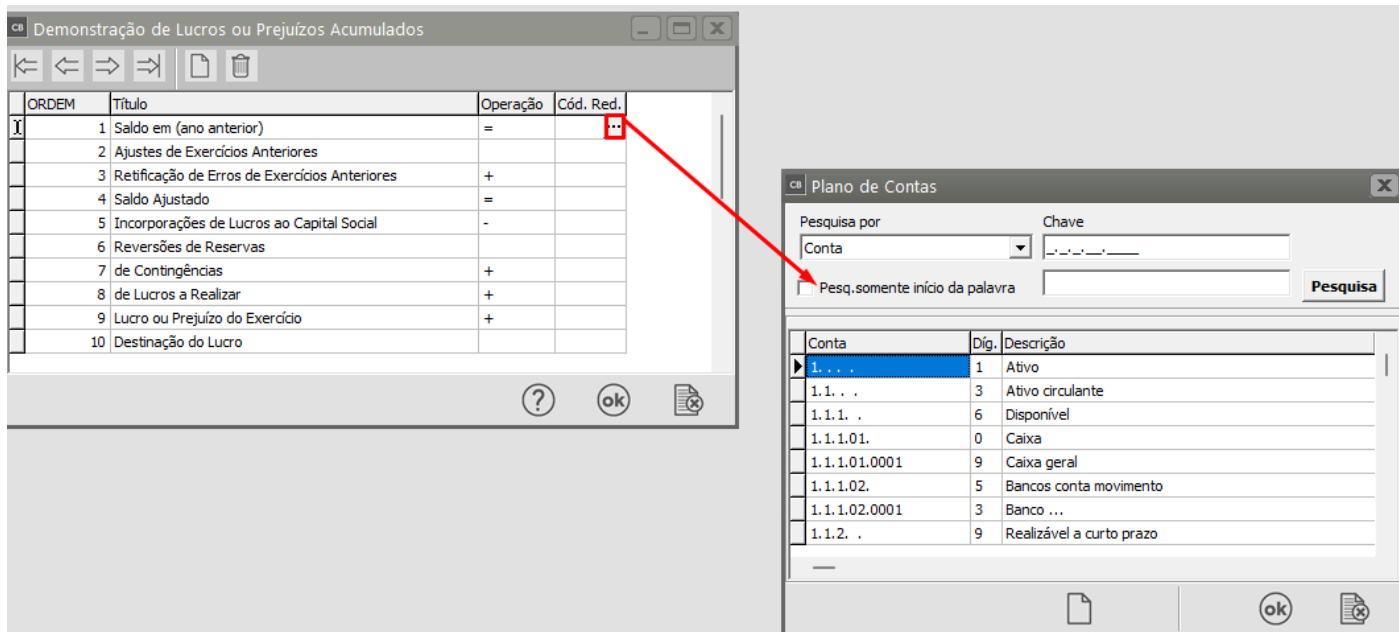 CB Demonstração de Lucros ou Prejuízos Acumulados
ORDEM Título Operação Cód. Red.
1 Saldo em (ano anterior) = ...
2 Ajustes de Exercícios Anteriores
3 Retificação de Erros de Exercícios Anteriores +
4 Saldo Ajustado =
5 Incorporações de Lucros ao Capital Social -
6 Reversões de Reservas
7 de Contingências +
8 de Lucros a Realizar +
9 Lucro ou Prejuízo do Exercício +
10 Destinação do Lucro
? ok
CB Plano de Contas
Pesquisa por Chave
Conta _._._.__.____
Pesq.somente início da palavra Pesquisa
Conta Díg. Descrição
1. . . . 1 Ativo
1.1. . . 3 Ativo circulante
1.1.1. . 6 Disponível
1.1.1.01. 0 Caixa
1.1.1.01.0001 9 Caixa geral
1.1.1.02. 5 Bancos conta movimento
1.1.1.02.0001 3 Banco ...
1.1.2. . 9 Realizável a curto prazo
ok